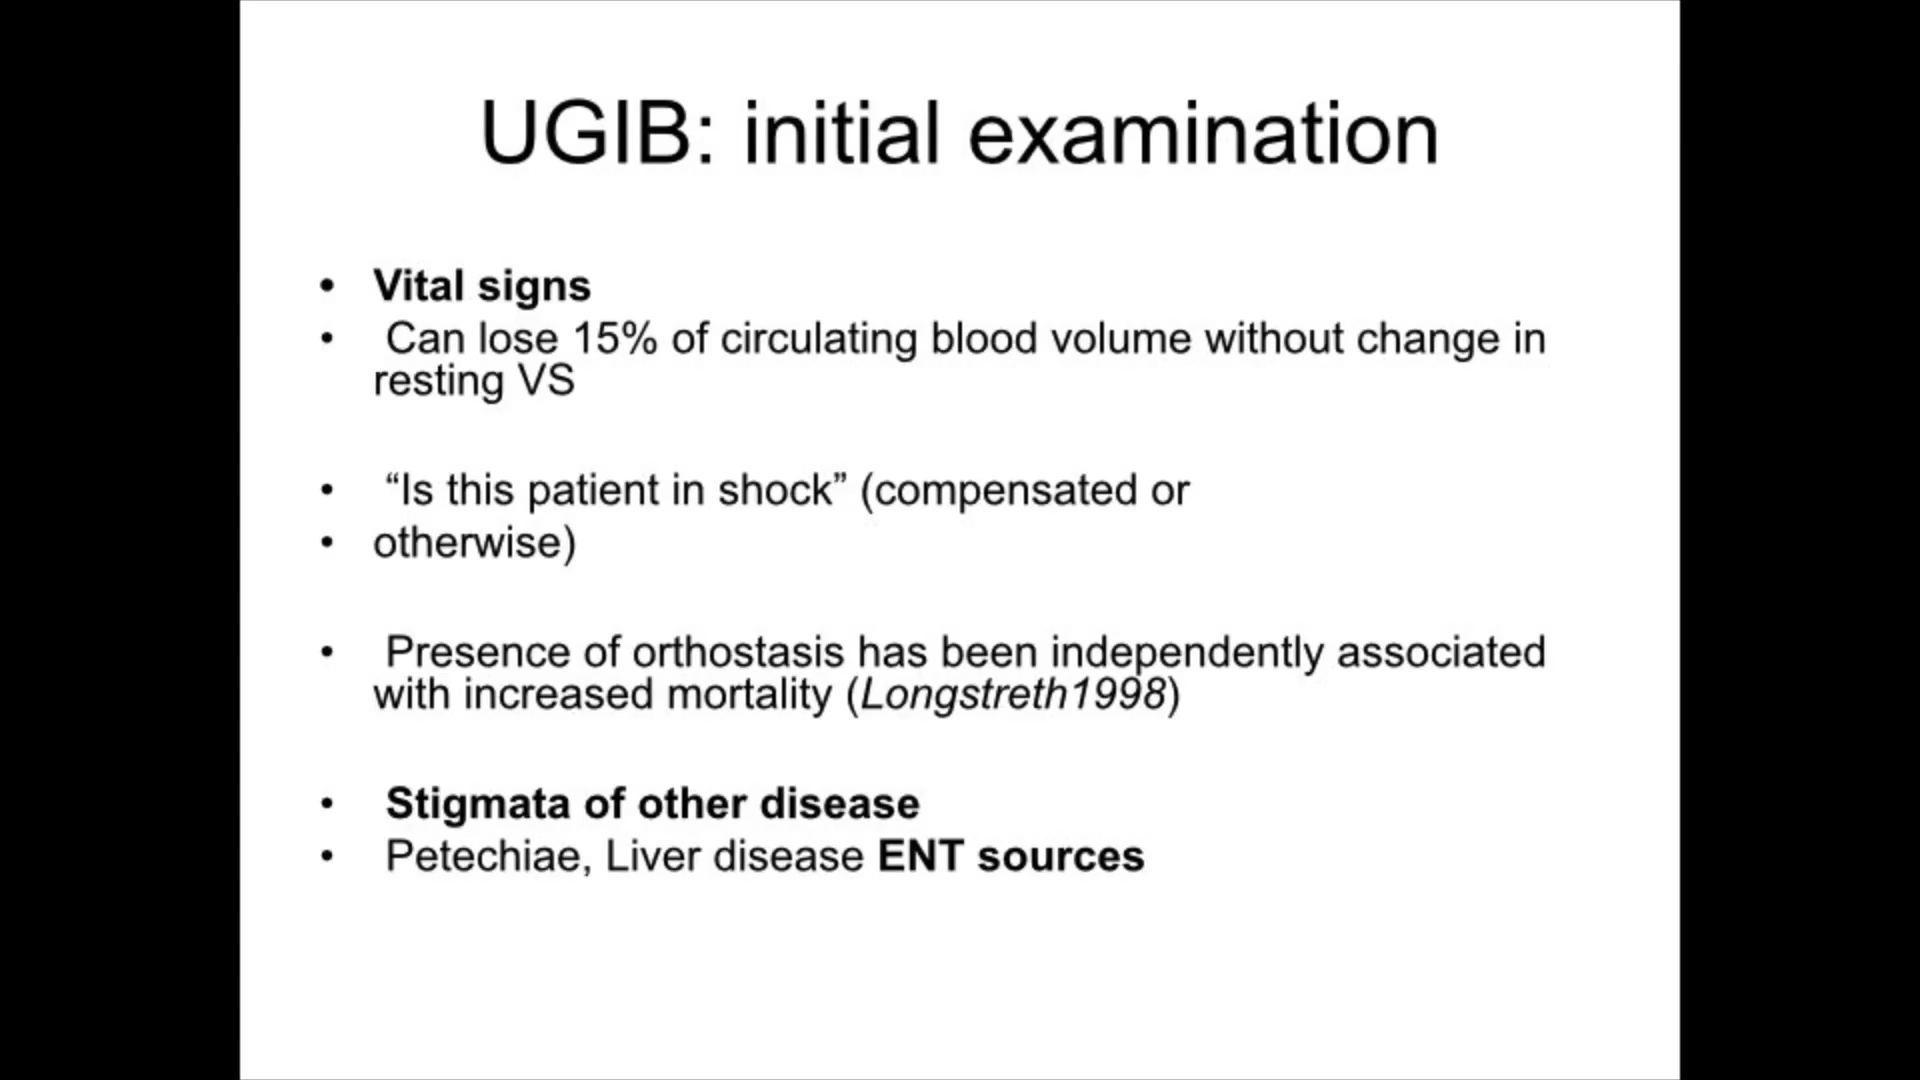 UGIB: initial examination
• Vital signs
• Can lose 15% of circulating blood volume without change in
resting VS
• “Is this patient in shock” (compensated or
• otherwise)
• Presence of orthostasis has been independently associated
with increased mortality (Longstreth1998)
• Stigmata of other disease
• Petechiae, Liver disease ENT sources